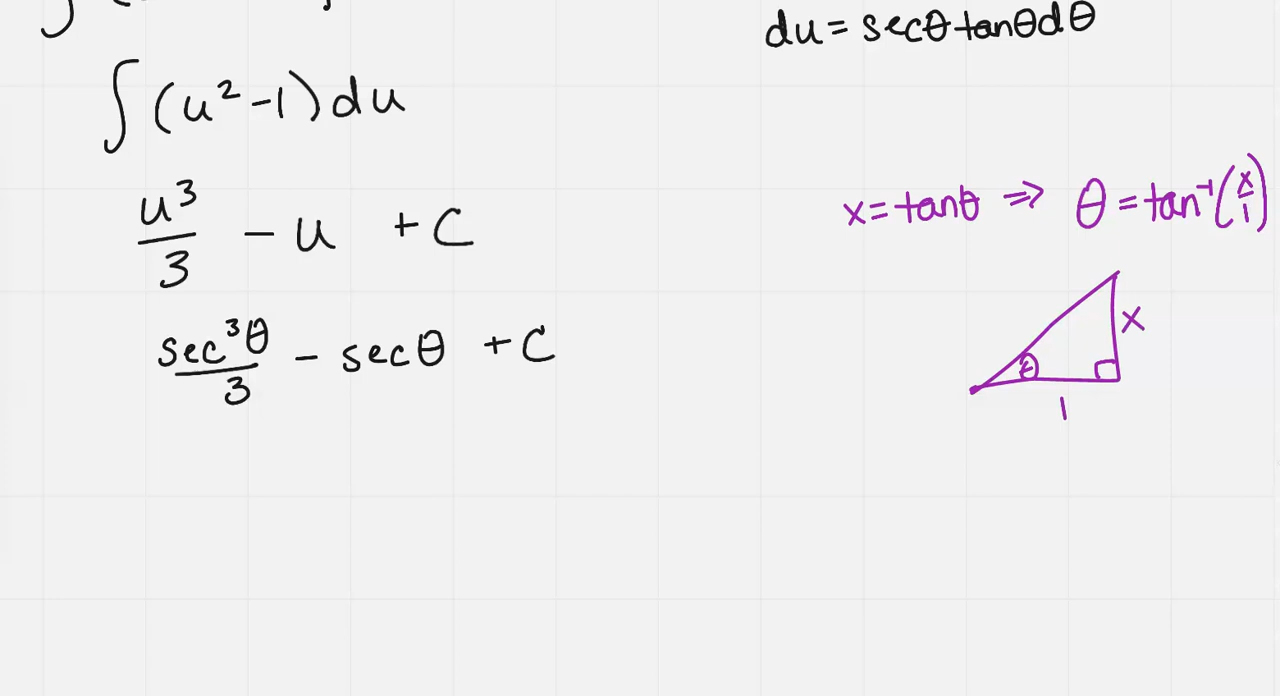 du = secθ tanθ dθ
∫ (u² - 1) du
u³/3 - u + C
x = tanθ ⇒ θ = tan⁻¹(x/1)
sec³θ/3 - secθ + C
x
θ
1